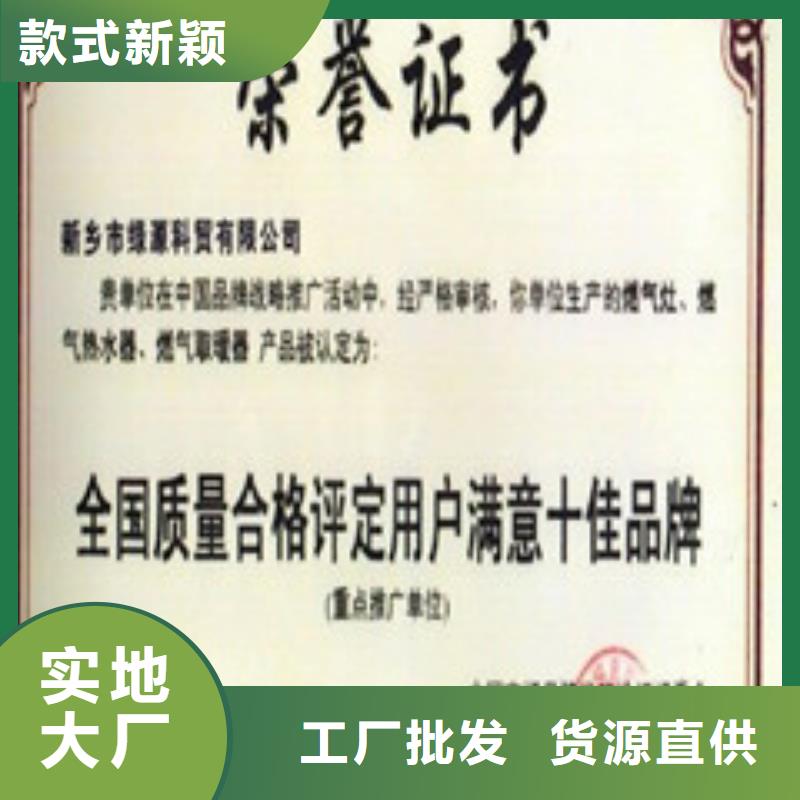 款式新颖
荣誉证书
新乡市绿源科贸有限公司
贵单位在中国品牌战略推广活动中，经严格审核，你单位生产的燃气灶、燃
气热水器、燃气取暖器 产品被认定为：
全国质量合格评定用户满意十佳品牌
(重点推广单位)
实地
大厂
工厂批发 货源直供